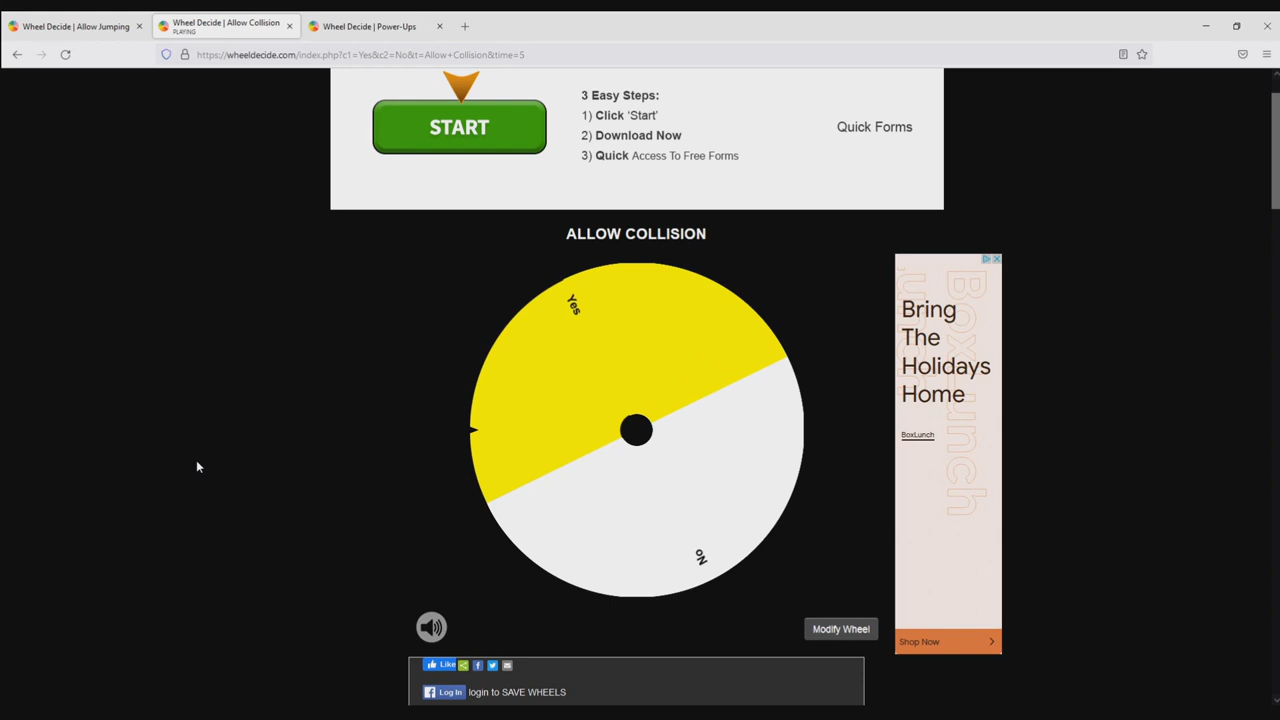 Wheel Decide | Allow Jumping
Wheel Decide | Allow Collision
PLAYING
Wheel Decide | Power-Ups
https://wheeldecide.com/index.php?c1=Yes&c2=No&t=Allow+Collision&time=5
START
3 Easy Steps:
1) Click 'Start'
2) Download Now
3) Quick Access To Free Forms
Quick Forms
ALLOW COLLISION
Yes
No
Bring
The
Holidays
Home
BoxLunch
BoxLunch
Shop Now
Modify Wheel
Like
Log In login to SAVE WHEELS